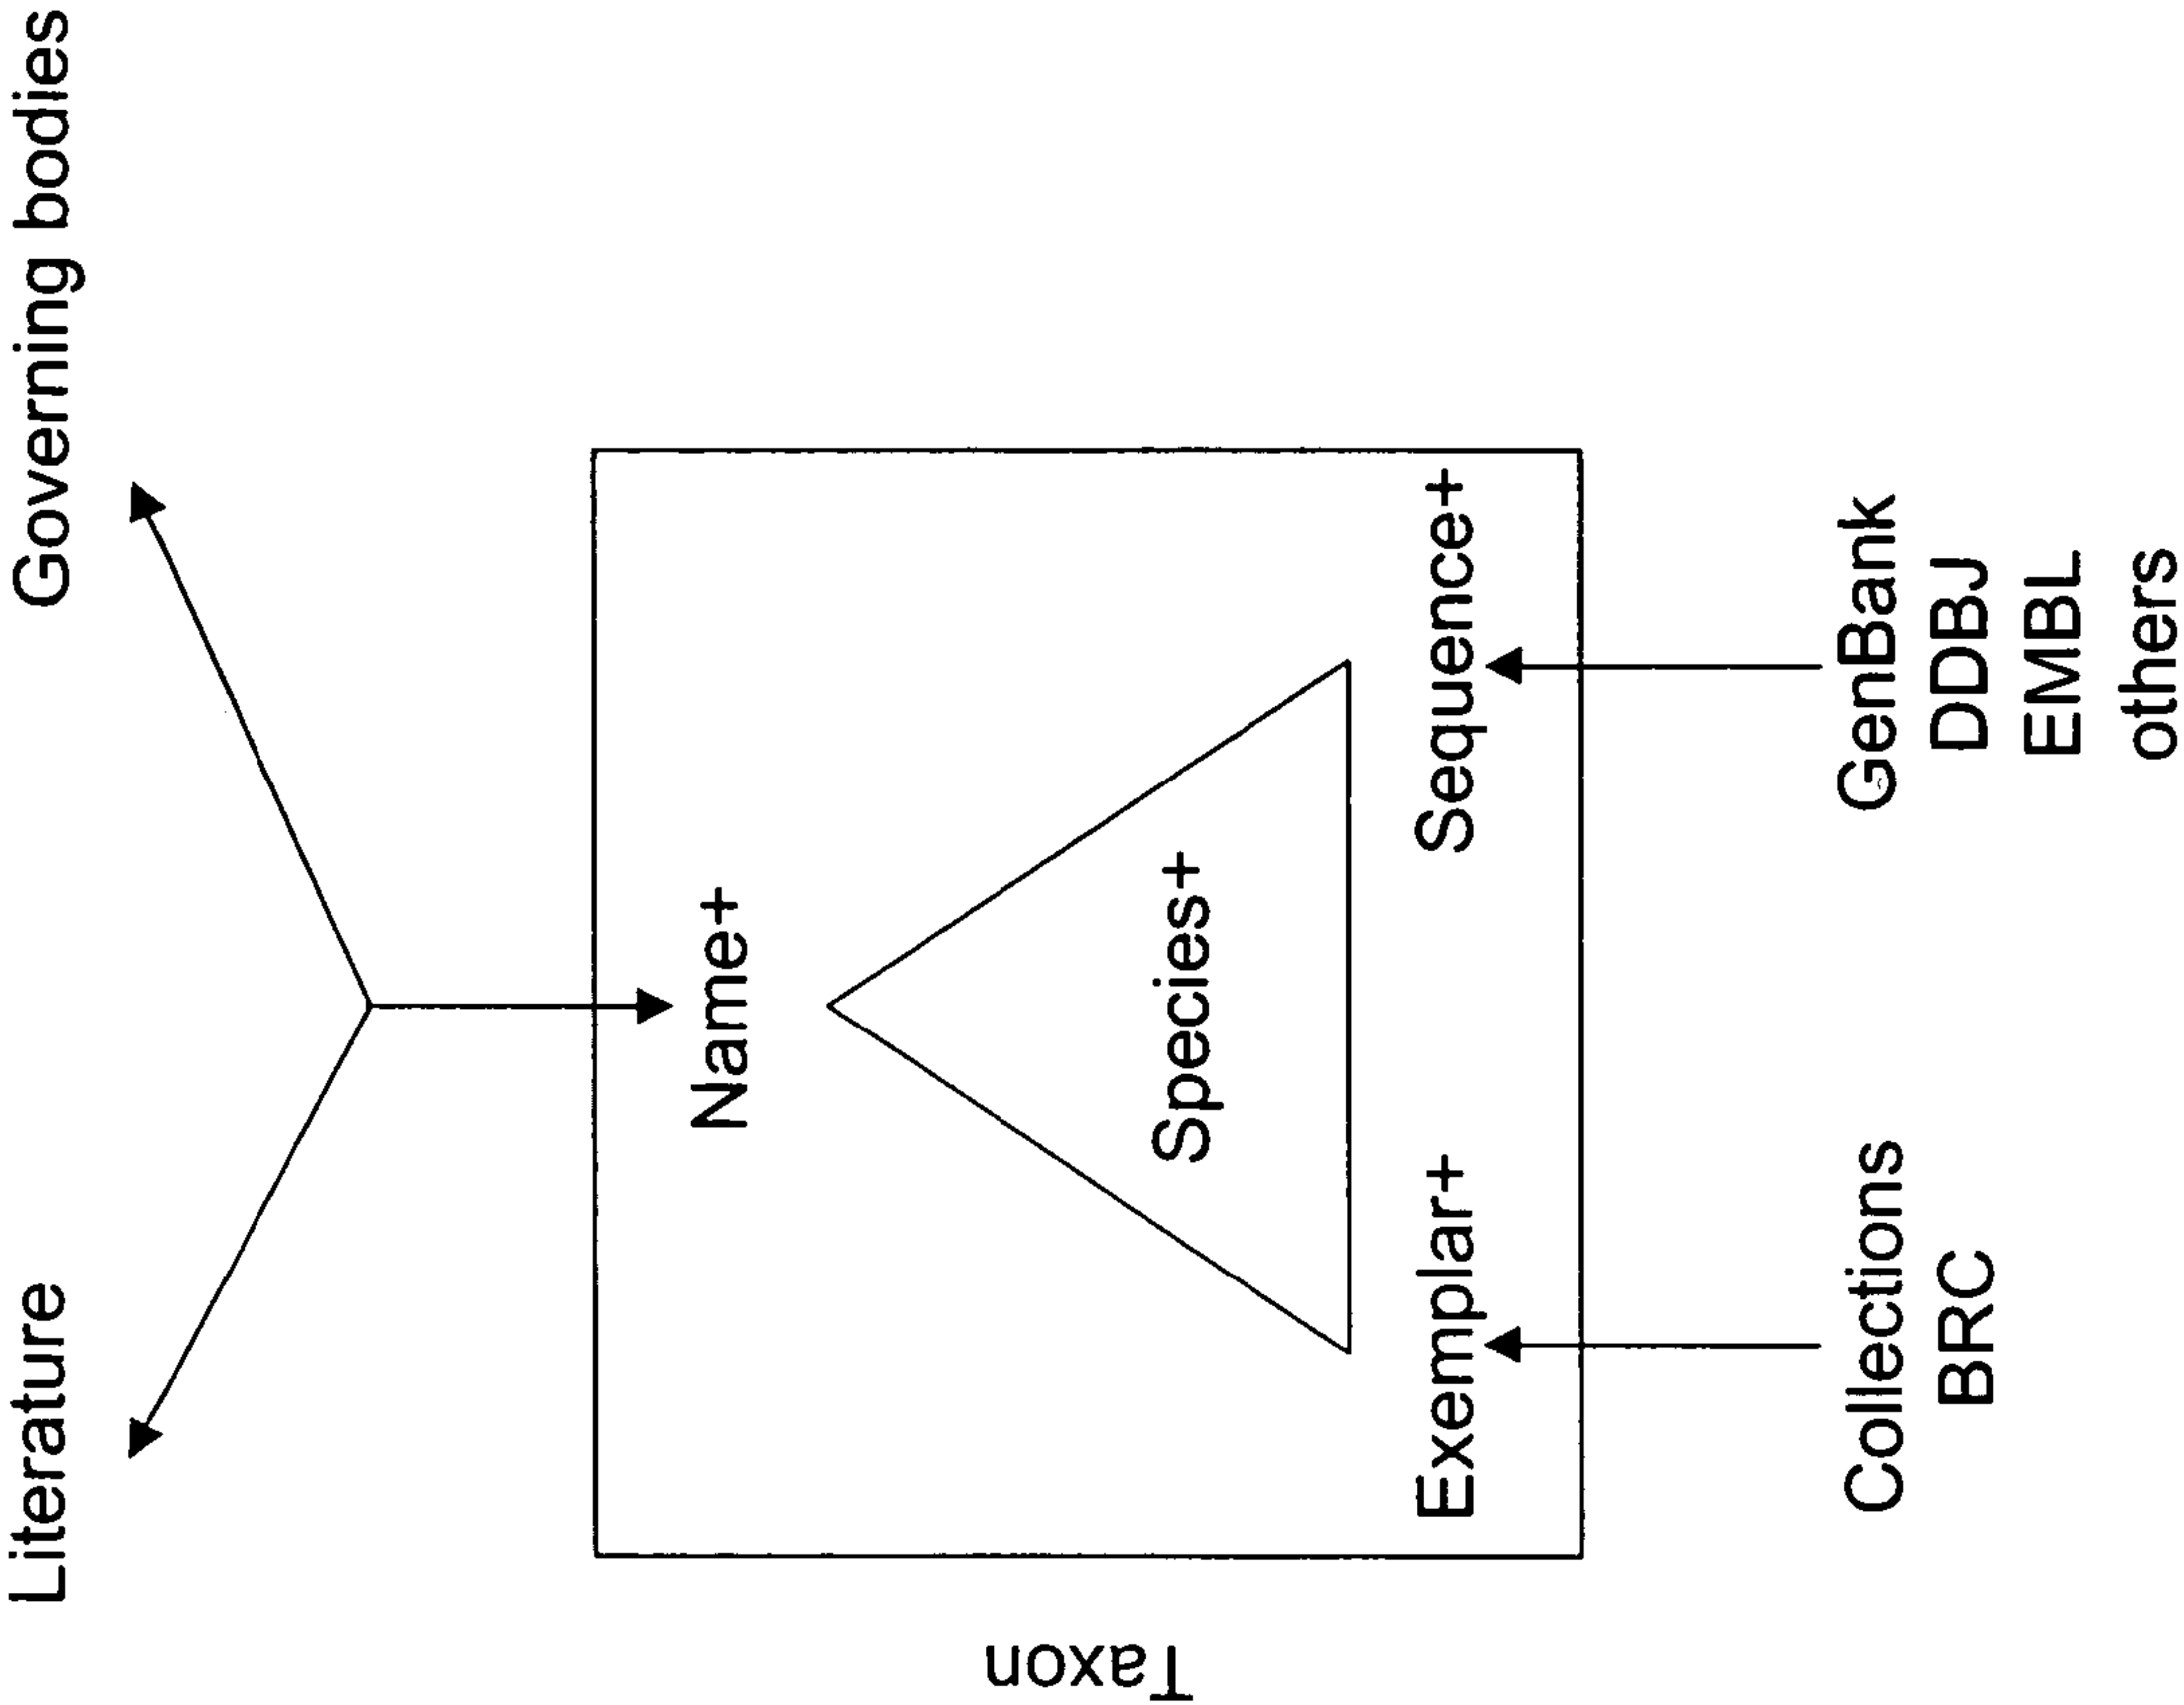 Literature
Governing bodies
Name+
Species+
Exemplar+
Sequence+
Taxon
Collections
BRC
GenBank
DDBJ
EMBL
others